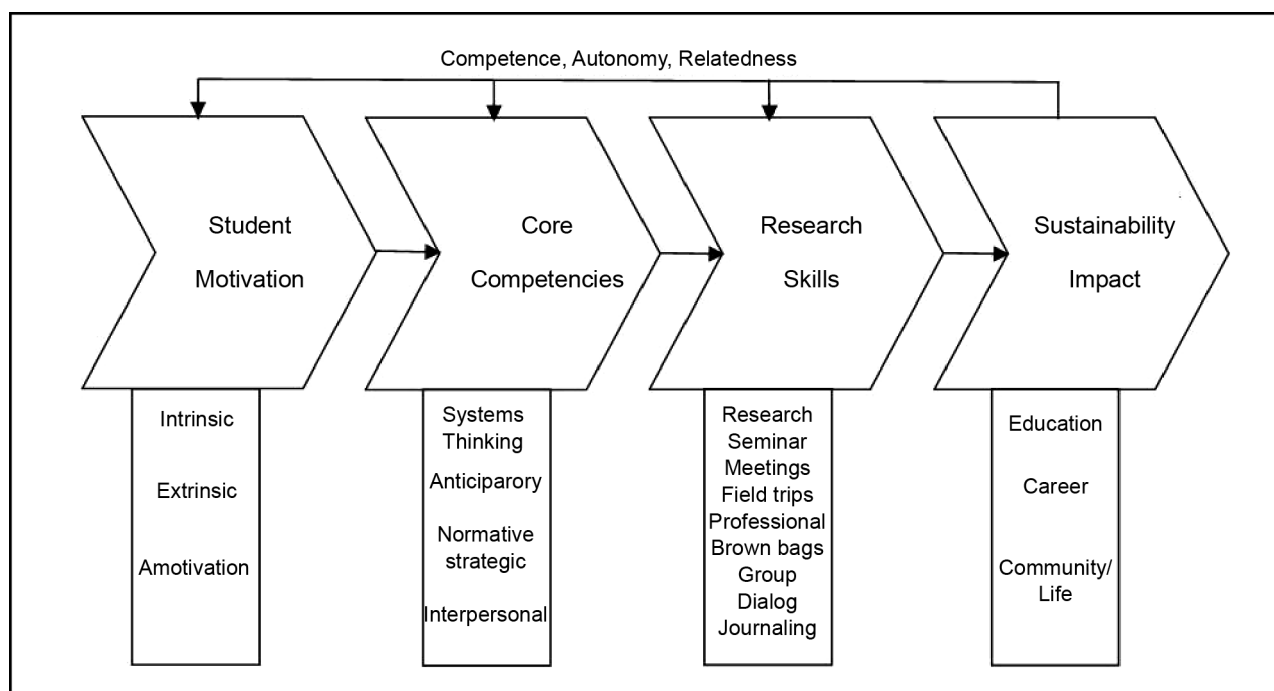 Competence, Autonomy, Relatedness
Student
Motivation
Core
Competencies
Research
Skills
Sustainability
Impact
Intrinsic
Extrinsic
Amotivation
Systems
Thinking
Anticiparory
Normative
strategic
Interpersonal
Research
Seminar
Meetings
Field trips
Professional
Brown bags
Group
Dialog
Journaling
Education
Career
Community/
Life